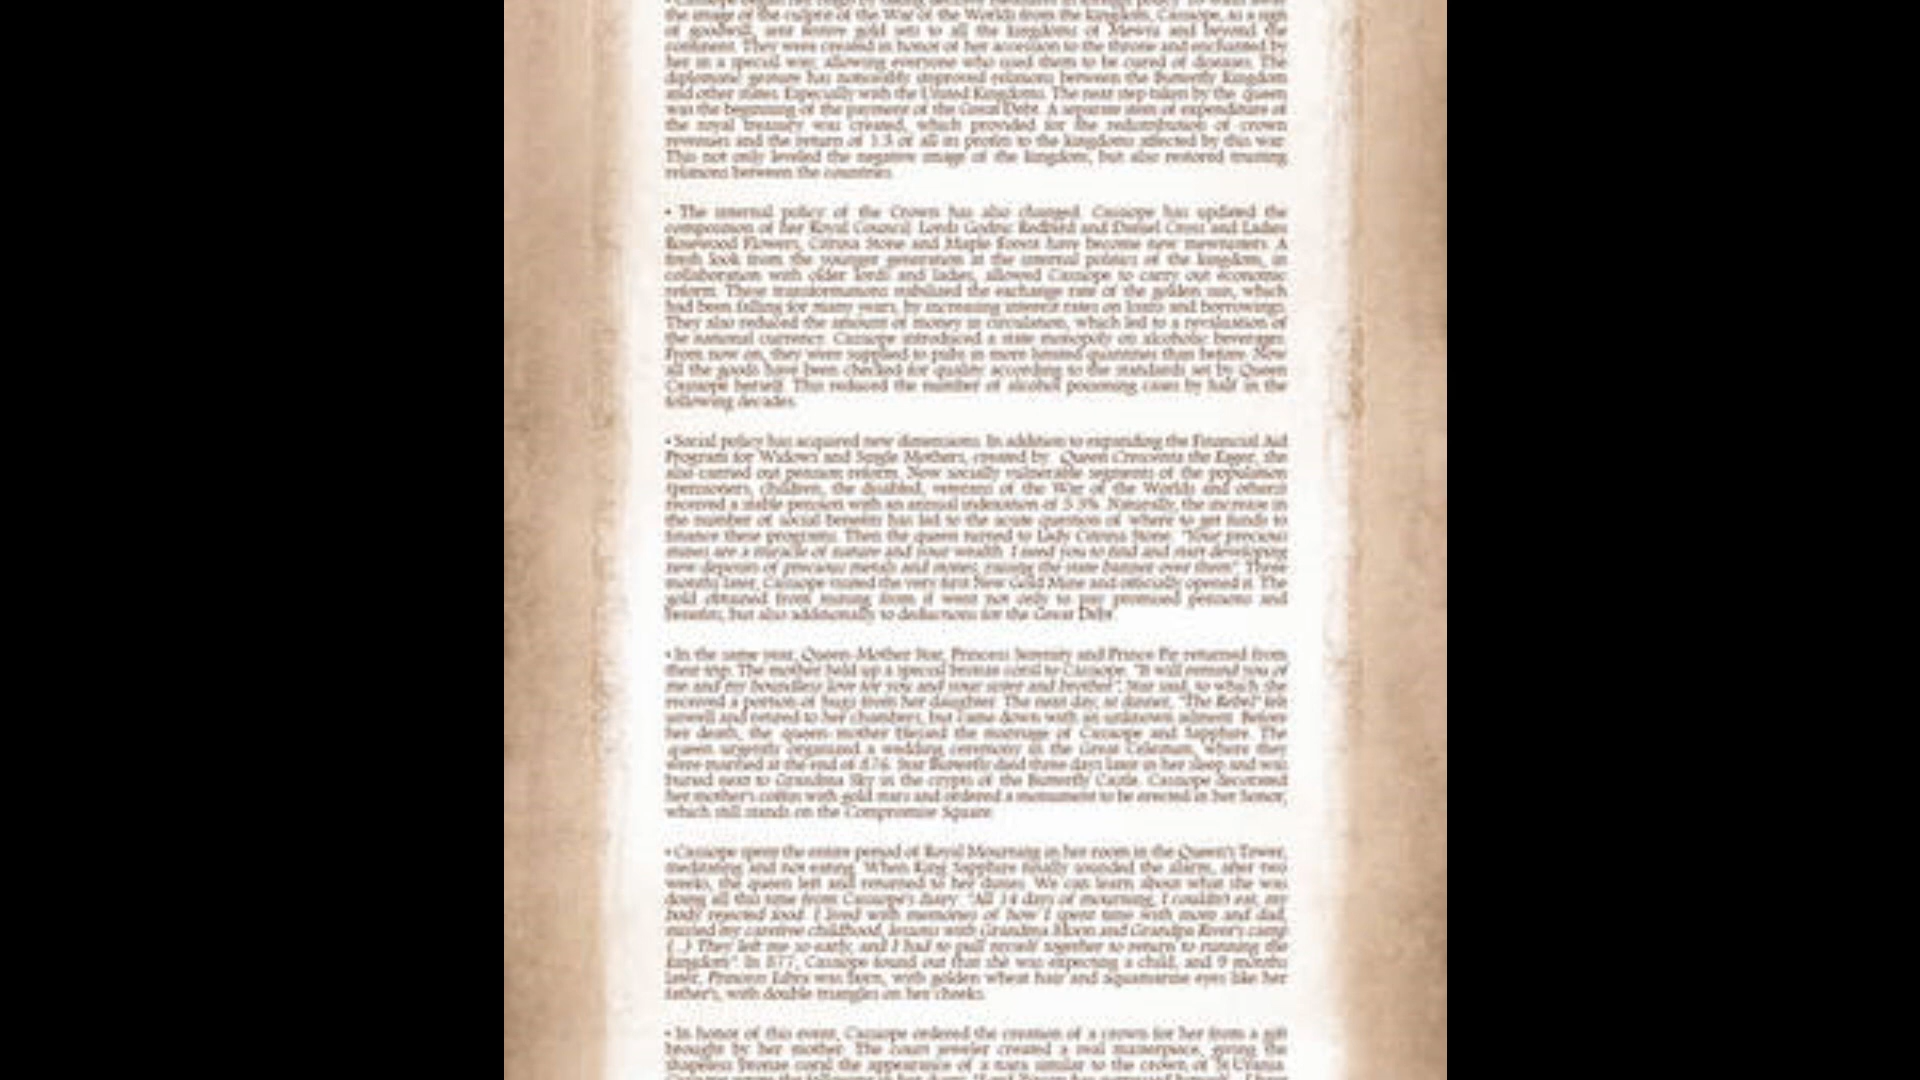 the image of the culprit of the War of the Worlds from the kingdom, Cassiope, as a sign
of goodwill, sent festive gold sets to all the kingdoms of Mewni and beyond the
continent. They were created in honor of her accession to the throne and enchanted by
her in a special way, allowing everyone who used them to be cured of diseases. The
diplomatic gesture has noticeably improved relations between the Butterfly Kingdom
and other states. Especially with the United Kingdoms. The next step taken by the queen
was the beginning of the payment of the Great Debt. A separate item of expenditure of
the royal treasury was created, which provided for the redistribution of crown
revenues and the return of 1/3 of all its profits to the kingdoms affected by this war.
This not only leveled the negative image of the kingdom, but also restored trusting
relations between the countries.
• The internal policy of the Crown has also changed. Cassiope has updated the
composition of her Royal Council: Lords Godric Redbird and Daniel Cross and Ladies
Rosewood Flowers, Citrina Stone and Maple Forest have become new mewnisters. A
fresh look from the younger generation at the internal politics of the kingdom, in
collaboration with older lords and ladies, allowed Cassiope to carry out economic
reform. These transformations stabilized the exchange rate of the golden sun, which
had been falling for many years, by increasing interest rates on loans and borrowings.
They also reduced the amount of money in circulation, which led to a revaluation of
the national currency. Cassiope introduced a state monopoly on alcoholic beverages.
From now on, they were supplied to pubs in more limited quantities than before. Now
all the goods have been checked for quality according to the standards set by Queen
Cassiope herself. This reduced the number of alcohol poisoning cases by half in the
following decades.
• Social policy has acquired new dimensions. In addition to expanding the Financial Aid
Program for Widows and Single Mothers, created by Queen Crescenta the Eager, she
also carried out pension reform. Now socially vulnerable segments of the population
(pensioners, children, the disabled, veterans of the War of the Worlds and others)
received a stable pension with an annual indexation of 5.5%. Naturally, the increase in
the number of social benefits has led to the acute question of where to get funds to
finance these programs. Then the queen turned to Lady Citrina Stone: "Your precious
mines are a miracle of nature and your wealth. I need you to find and start developing
new deposits of precious metals and stones, raising the state banner over them". Three
months later, Cassiope visited the very first New Gold Mine and officially opened it. The
gold obtained from mining from it went not only to pay promised pensions and
benefits, but also additionally to deductions for the Great Debt.
• In the same year, Queen-Mother Star, Princess Serenity and Prince Pie returned from
their trip. The mother held up a special bronze coral to Cassiope. "It will remind you of
me and my boundless love for you and your sister and brother", Star said, to which she
received a portion of hugs from her daughter. The next day, at dinner, "The Rebel" felt
unwell and retired to her chambers, but came down with an unknown ailment. Before
her death, the queen-mother blessed the marriage of Cassiope and Sapphire. The
queen urgently organized a wedding ceremony in the Great Celestium, where they
were married at the end of 876. Star Butterfly died three days later in her sleep and was
buried next to Grandma Sky in the crypt of the Butterfly Castle. Cassiope decorated
her mother's coffin with gold stars and ordered a monument to be erected in her honor,
which still stands on the Compromise Square.
• Cassiope spent the entire period of Royal Mourning in her room in the Queen's Tower,
meditating and not eating. When King Sapphire finally sounded the alarm, after two
weeks, the queen left and returned to her duties. We can learn about what she was
doing all this time from Cassiope's diary: "All 14 days of mourning, I couldn't eat, my
body rejected food. I lived with memories of how I spent time with mom and dad,
missed my carefree childhood, lessons with Grandma Moon and Grandpa River's camp
(...) They left me so early, and I had to pull myself together to return to running the
kingdom". In 877, Cassiope found out that she was expecting a child, and 9 months
later, Princess Libra was born, with golden wheat hair and aquamarine eyes like her
father's, with double triangles on her cheeks.
• In honor of this event, Cassiope ordered the creation of a crown for her from a gift
brought by her mother. The court jeweler created a real masterpiece, giving the
shapeless bronze coral the appearance of a tiara similar to the crown of